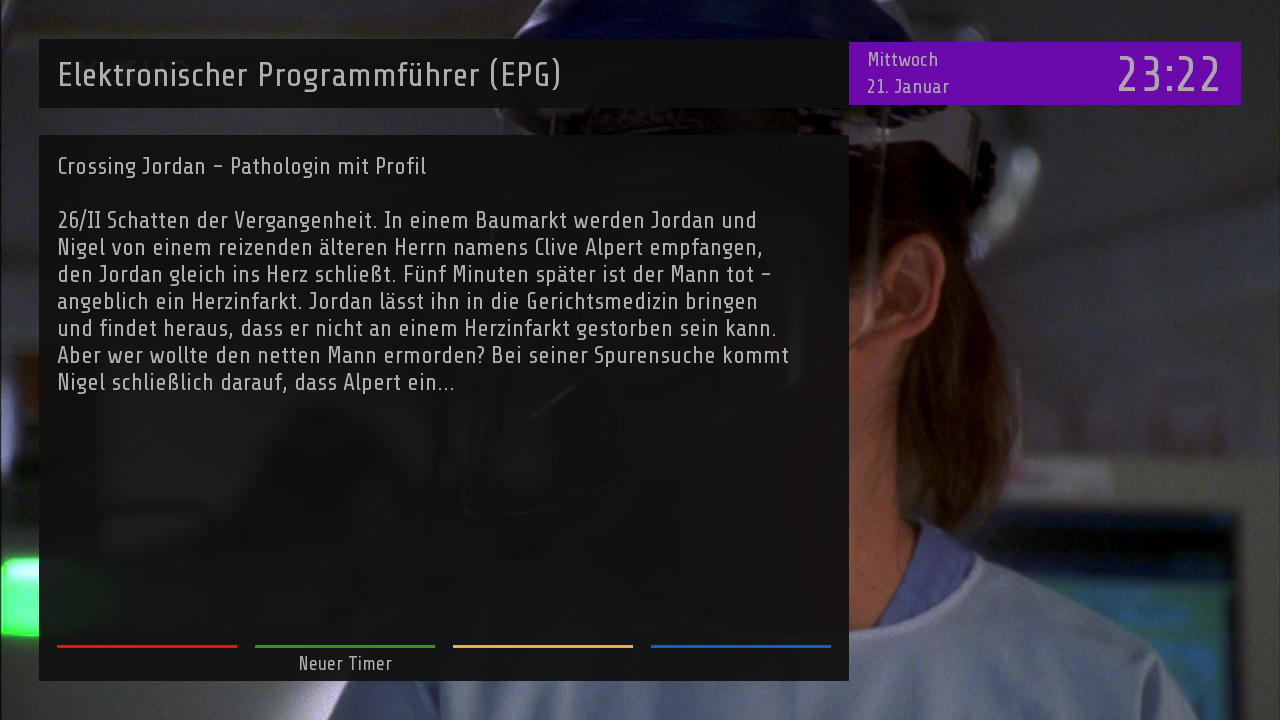 Elektronischer Programmführer (EPG)
Mittwoch
21. Januar
23:22
Crossing Jordan - Pathologin mit Profil
26/II Schatten der Vergangenheit. In einem Baumarkt werden Jordan und
Nigel von einem reizenden älteren Herrn namens Clive Alpert empfangen,
den Jordan gleich ins Herz schließt. Fünf Minuten später ist der Mann tot -
angeblich ein Herzinfarkt. Jordan lässt ihn in die Gerichtsmedizin bringen
und findet heraus, dass er nicht an einem Herzinfarkt gestorben sein kann.
Aber wer wollte den netten Mann ermorden? Bei seiner Spurensuche kommt
Nigel schließlich darauf, dass Alpert ein...
Neuer Timer